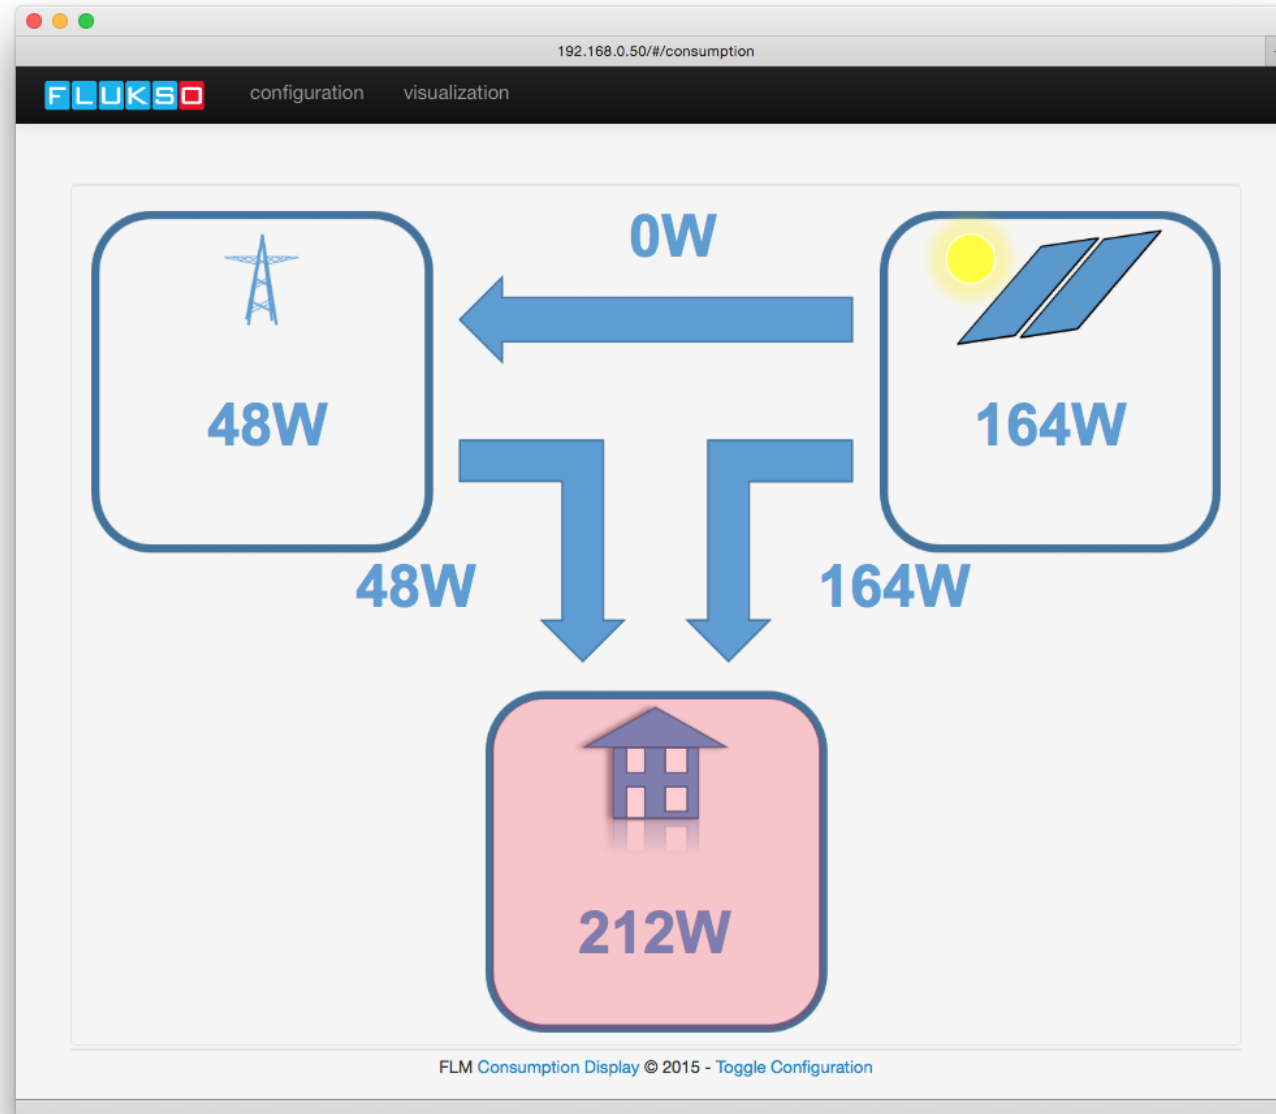 192.168.0.50/#/consumption
FLUKSO configuration visualization
0W
48W
164W
48W
164W
212W
FLM Consumption Display © 2015 - Toggle Configuration